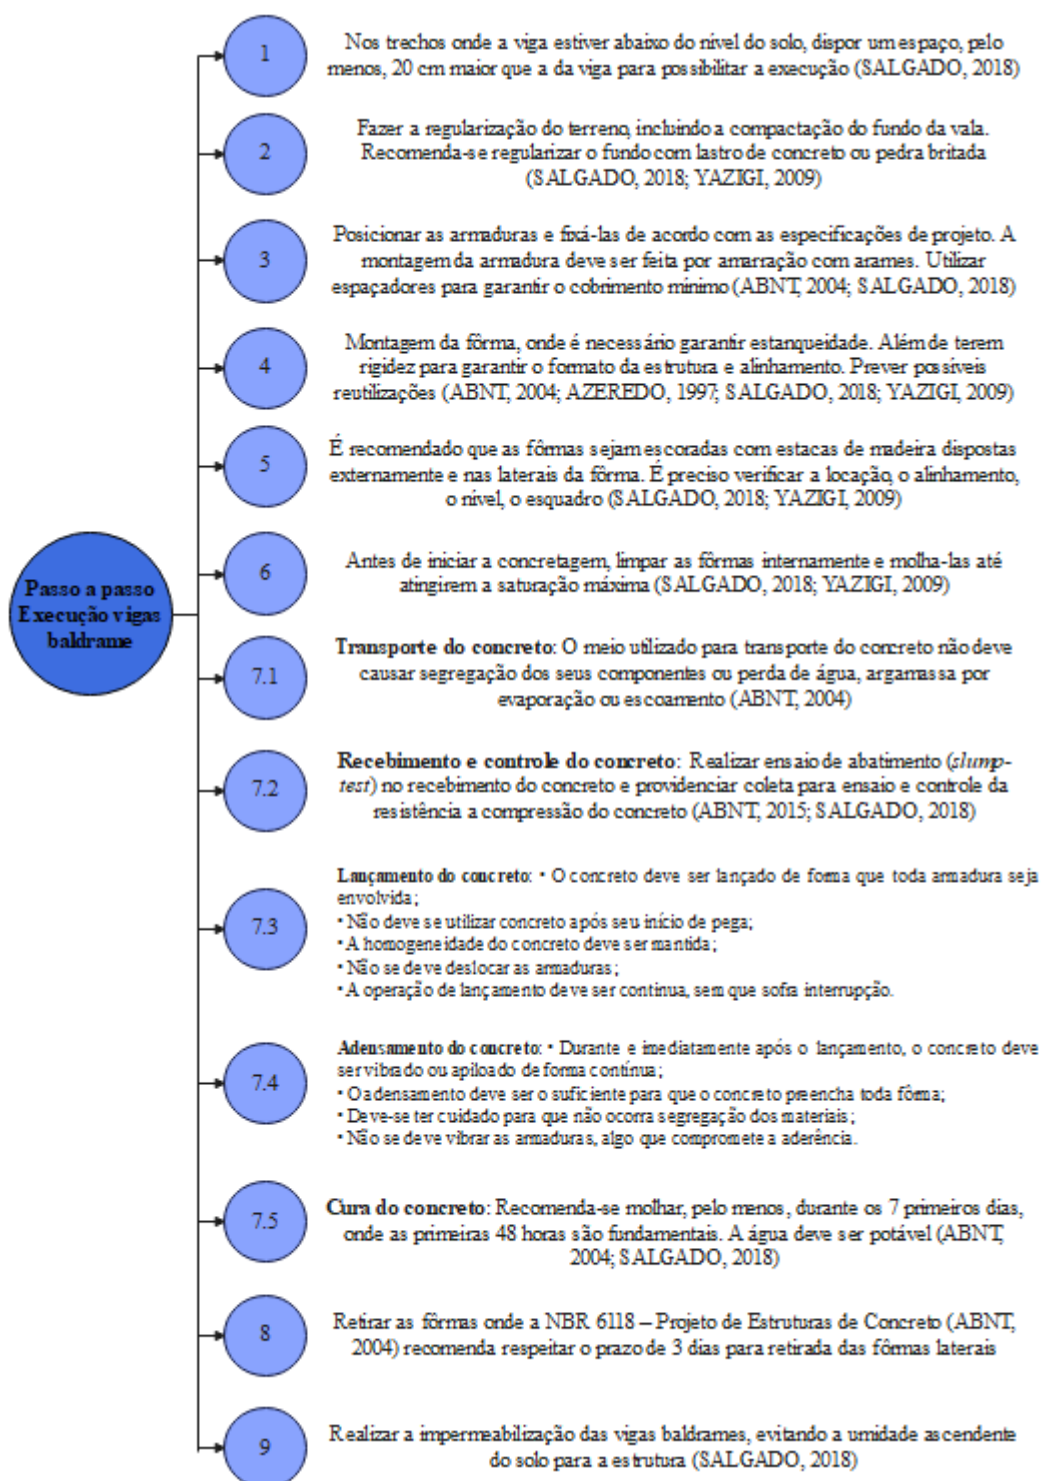 Passo a passo
Execução vigas
baldrame
1
Nos trechos onde a viga estiver abaixo do nível do solo, dispor um espaço, pelo
menos, 20 cm maior que a da viga para possibilitar a execução (SALGADO, 2018)
2
Fazer a regularização do terreno, incluindo a compactação do fundo da vala.
Recomenda-se regularizar o fundo com lastro de concreto ou pedra britada
(SALGADO, 2018; YAZIGI, 2009)
3
Posicionar as armaduras e fixá-las de acordo com as especificações de projeto. A
montagem da armadura deve ser feita por amarração com arames. Utilizar
espaçadores para garantir o cobrimento mínimo (ABNT, 2004; SALGADO, 2018)
4
Montagem da fôrma, onde é necessário garantir estanqueidade. Além de terem
rigidez para garantir o formato da estrutura e alinhamento. Prever possíveis
reutilizações (ABNT, 2004; AZEREDO, 1997; SALGADO, 2018; YAZIGI, 2009)
5
É recomendado que as fôrmas sejam escoradas com estacas de madeira dispostas
externamente e nas laterais da fôrma. É preciso verificar a locação, o alinhamento,
o nível, o esquadro (SALGADO, 2018; YAZIGI, 2009)
6
Antes de iniciar a concretagem, limpar as fôrmas internamente e molha-las até
atingirem a saturação máxima (SALGADO, 2018; YAZIGI, 2009)
7.1
Transporte do concreto: O meio utilizado para transporte do concreto não deve
causar segregação dos seus componentes ou perda de água, argamassa por
evaporação ou escoamento (ABNT, 2004)
7.2
Recebimento e controle do concreto: Realizar ensaio de abatimento (slump-
test) no recebimento do concreto e providenciar coleta para ensaio e controle da
resistência a compressão do concreto (ABNT, 2015; SALGADO, 2018)
7.3
Lançamento do concreto: • O concreto deve ser lançado de forma que toda armadura seja
envolvida;
• Não deve se utilizar concreto após seu início de pega;
• A homogeneidade do concreto deve ser mantida;
• Não se deve deslocar as armaduras;
• A operação de lançamento deve ser contínua, sem que sofra interrupção.
7.4
Adensamento do concreto: • Durante e imediatamente após o lançamento, o concreto deve
ser vibrado ou apiloado de forma contínua;
• O adensamento deve ser o suficiente para que o concreto preencha toda fôrma;
• Deve-se ter cuidado para que não ocorra segregação dos materiais;
• Não se deve vibrar as armaduras, algo que compromete a aderência.
7.5
Cura do concreto: Recomenda-se molhar, pelo menos, durante os 7 primeiros dias,
onde as primeiras 48 horas são fundamentais. A água deve ser potável (ABNT,
2004; SALGADO, 2018)
8
Retirar as fôrmas onde a NBR 6118 – Projeto de Estruturas de Concreto (ABNT,
2004) recomenda respeitar o prazo de 3 dias para retirada das fôrmas laterais
9
Realizar a impermeabilização das vigas baldrames, evitando a umidade ascendente
do solo para a estrutura (SALGADO, 2018)